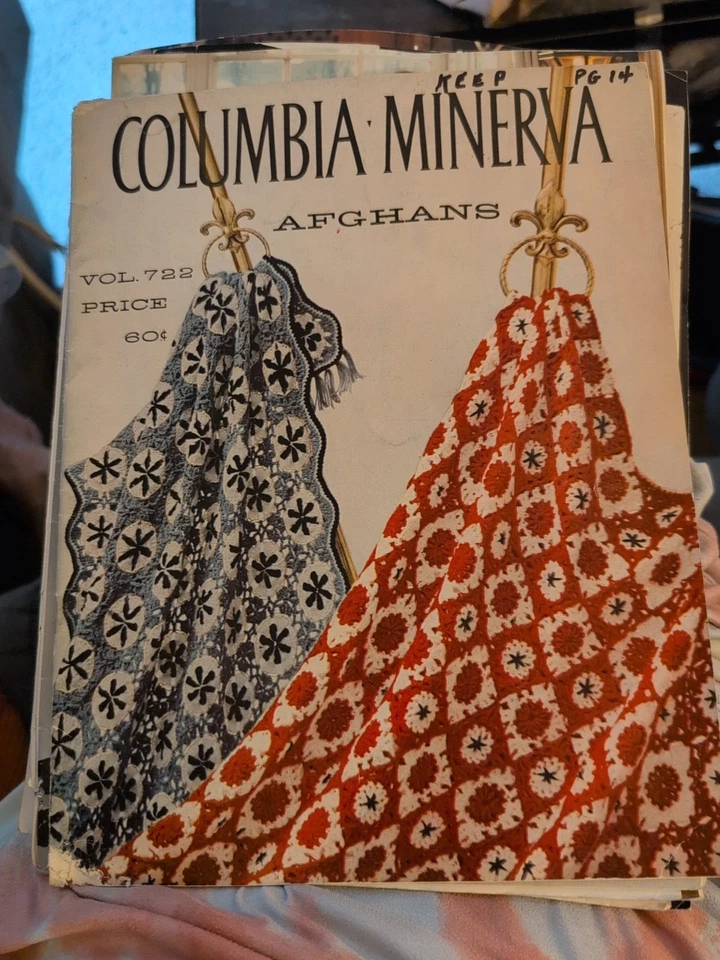 KEEP PG 14
COLUMBIA · MINERVA
AFGHANS
VOL. 722
PRICE
60¢